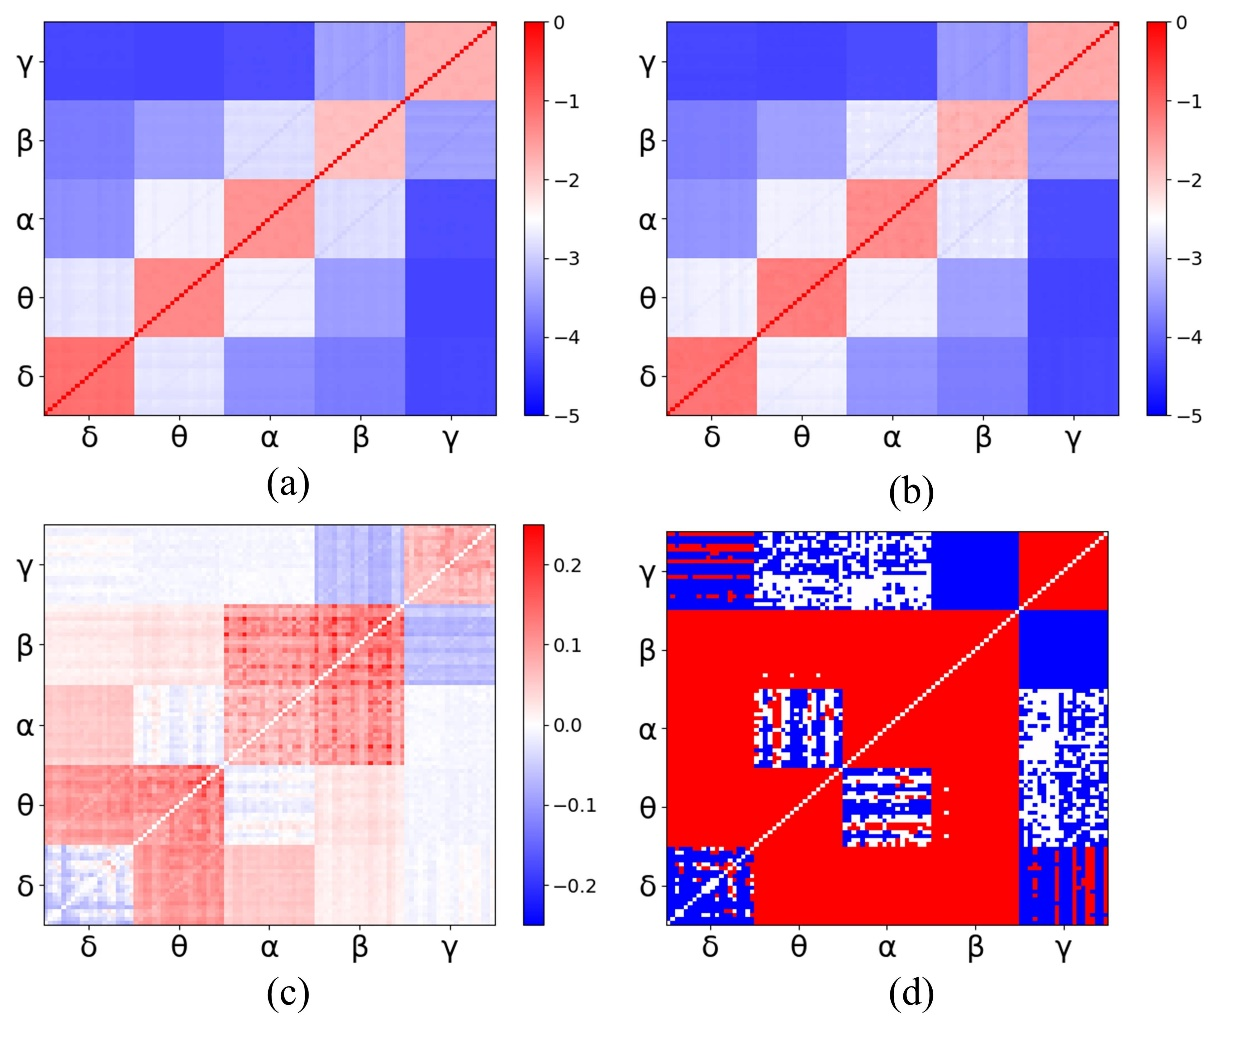 γ
β
α
θ
δ
δ θ α β γ
0
−1
−2
−3
−4
−5
(a)
γ
β
α
θ
δ
δ θ α β γ
0
−1
−2
−3
−4
−5
(b)
γ
β
α
θ
δ
δ θ α β γ
0.2
0.1
0.0
−0.1
−0.2
(c)
γ
β
α
θ
δ
δ θ α β γ
(d)